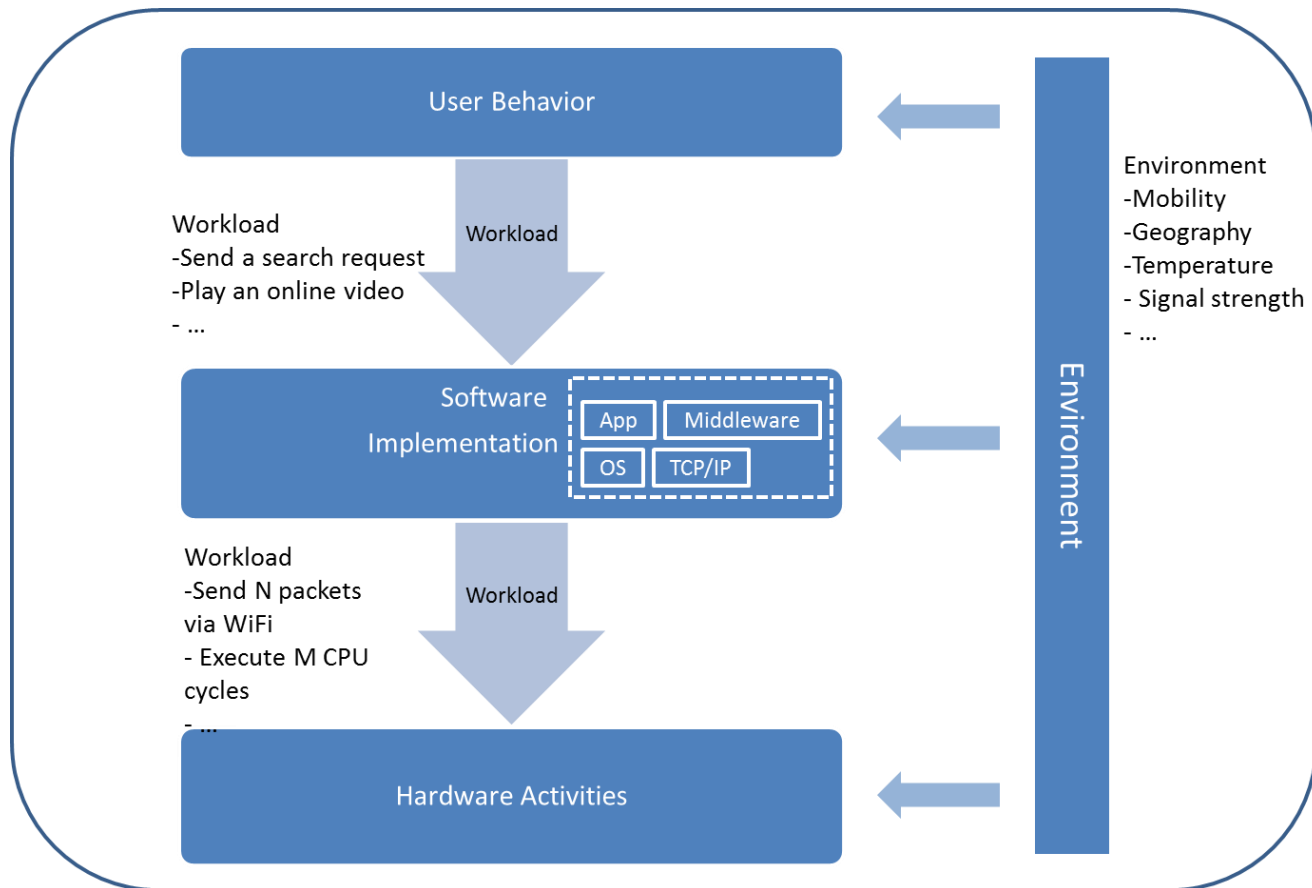 User Behavior
Workload
-Send a search request
-Play an online video
- ...
Workload
Software
Implementation
App
Middleware
OS
TCP/IP
Workload
-Send N packets
via WiFi
- Execute M CPU
cycles
- ...
Workload
Hardware Activities
Environment
Environment
-Mobility
-Geography
-Temperature
- Signal strength
- ...